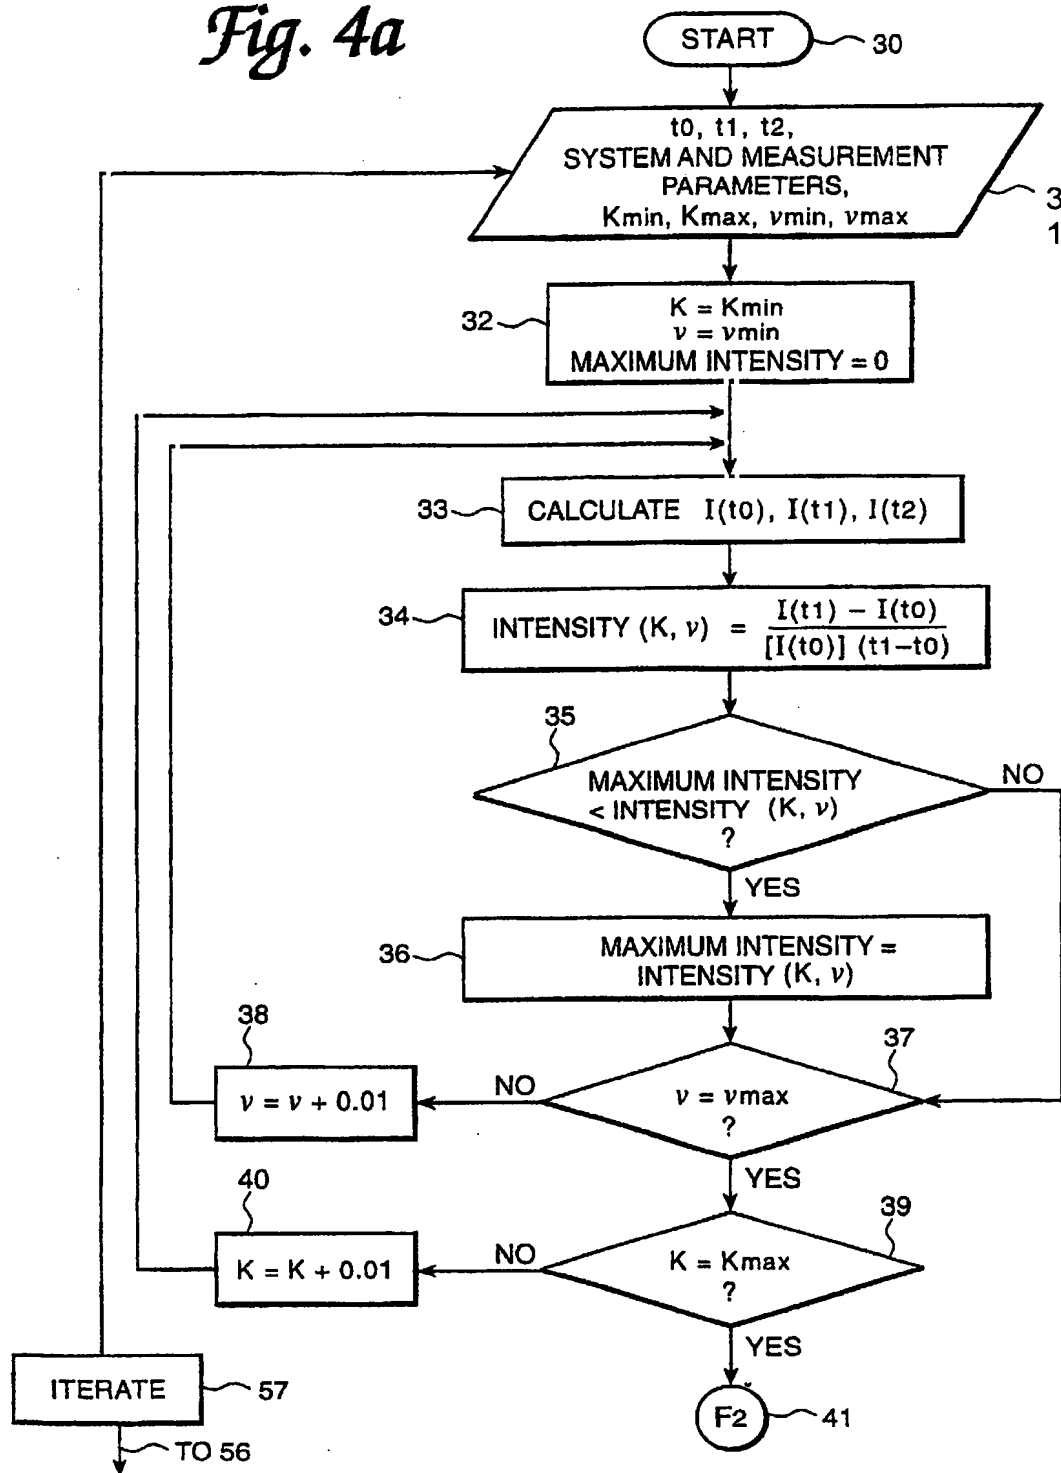 Fig. 4a
START
30
t0, t1, t2,
SYSTEM AND MEASUREMENT
PARAMETERS,
Kmin, Kmax, νmin, νmax
3
1
32
K = Kmin
ν = νmin
MAXIMUM INTENSITY = 0
33
CALCULATE I(t0), I(t1), I(t2)
34
INTENSITY (K, ν) =
I(t1) – I(t0)
[I(t0)] (t1–t0)
35
MAXIMUM INTENSITY
< INTENSITY (K, ν)
?
NO
YES
36
MAXIMUM INTENSITY =
INTENSITY (K, ν)
38
ν = ν + 0.01
NO
37
ν = νmax
?
YES
40
K = K + 0.01
NO
39
K = Kmax
?
YES
ITERATE
57
F2
41
TO 56